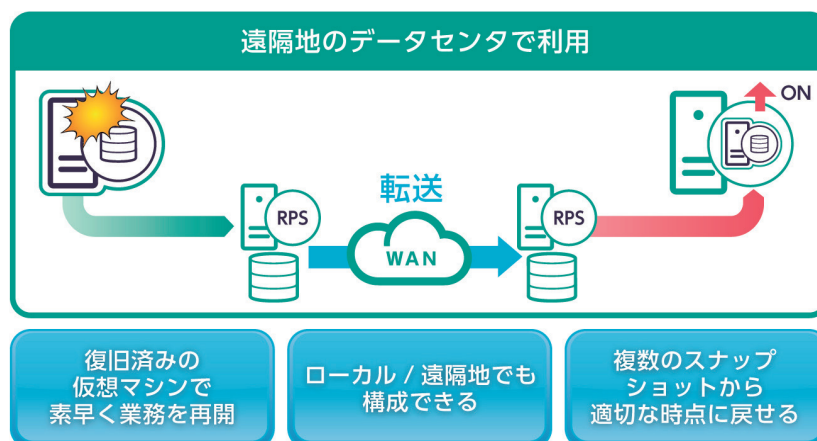 遠隔地のデータセンタで利用
ON
転送
RPS
WAN
RPS
復旧済みの
仮想マシンで
素早く業務を再開
ローカル / 遠隔地でも
構成できる
複数のスナップ
ショットから
適切な時点に戻せる